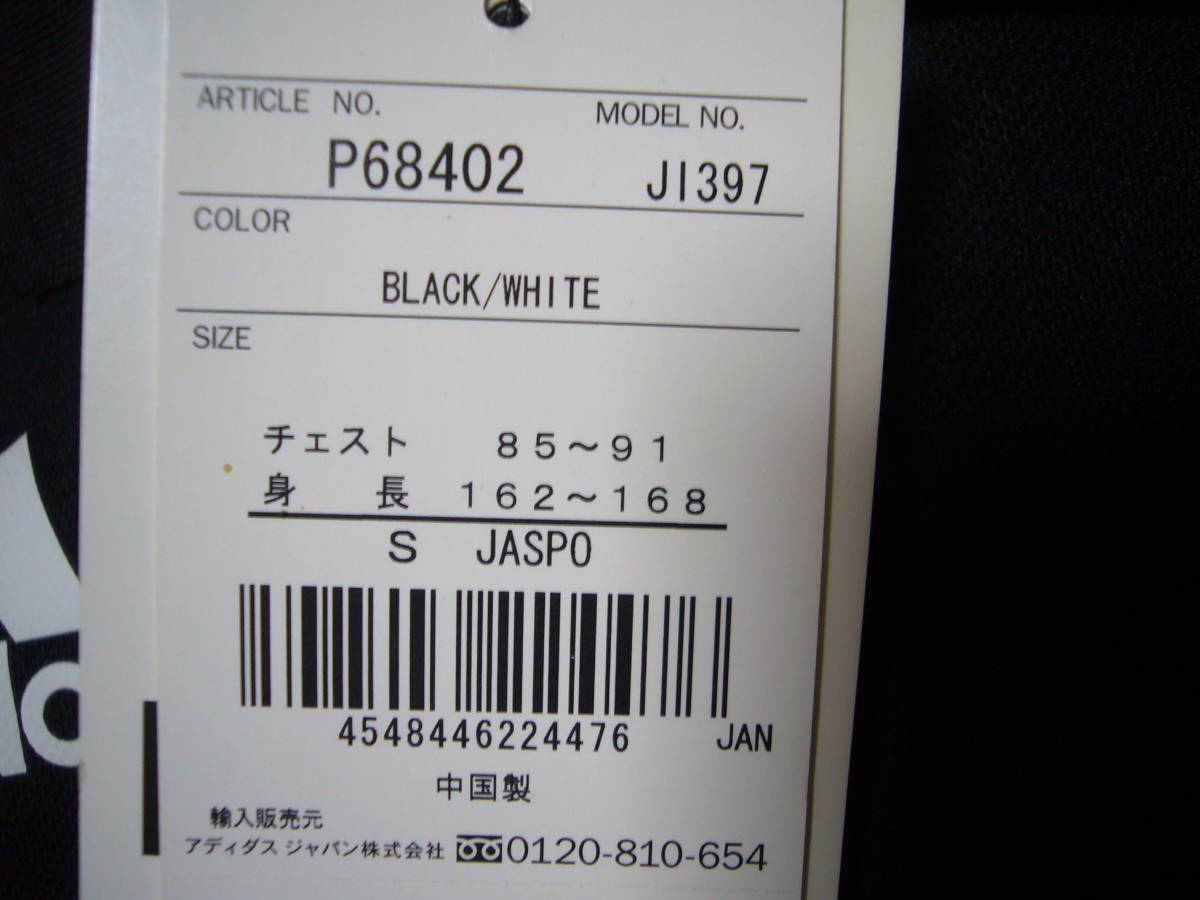 ARTICLE NO. MODEL NO.
P68402 JI397
COLOR
BLACK/WHITE
SIZE
チェスト 85～91
身 長 162～168
S JASPO
4548446224476 JAN
中国製
輸入販売元
アディダス ジャパン株式会社 0120-810-654